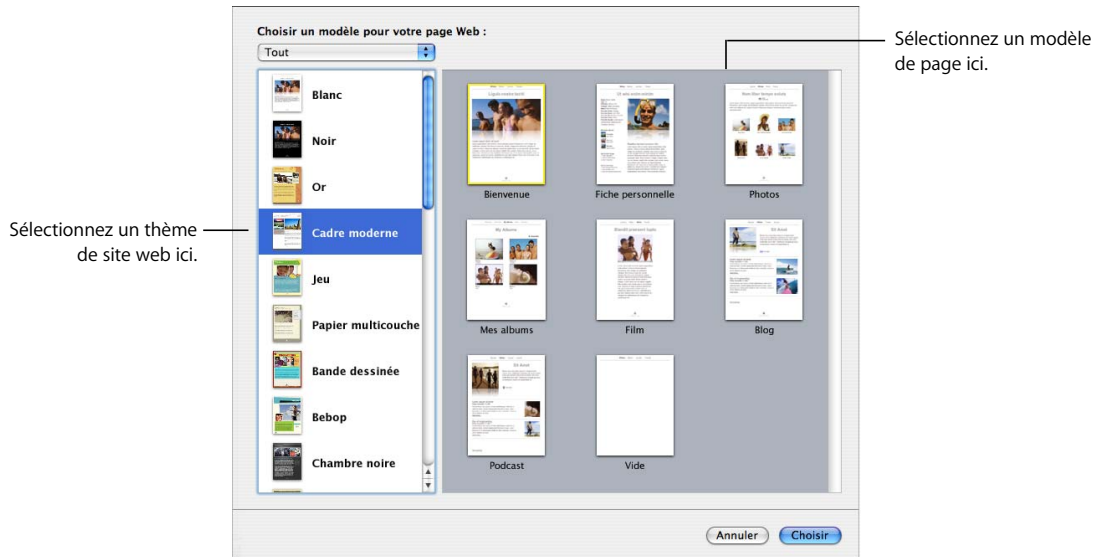 Choisir un modèle pour votre page Web :
Tout
Sélectionnez un modèle
de page ici.
Sélectionnez un thème
de site web ici.
Blanc
Noir
Or
Cadre moderne
Jeu
Papier multicouche
Bande dessinée
Bebop
Chambre noire
Bienvenue
Fiche personnelle
Photos
Mes albums
Film
Blog
Podcast
Vide
My Albums
Annuler
Choisir